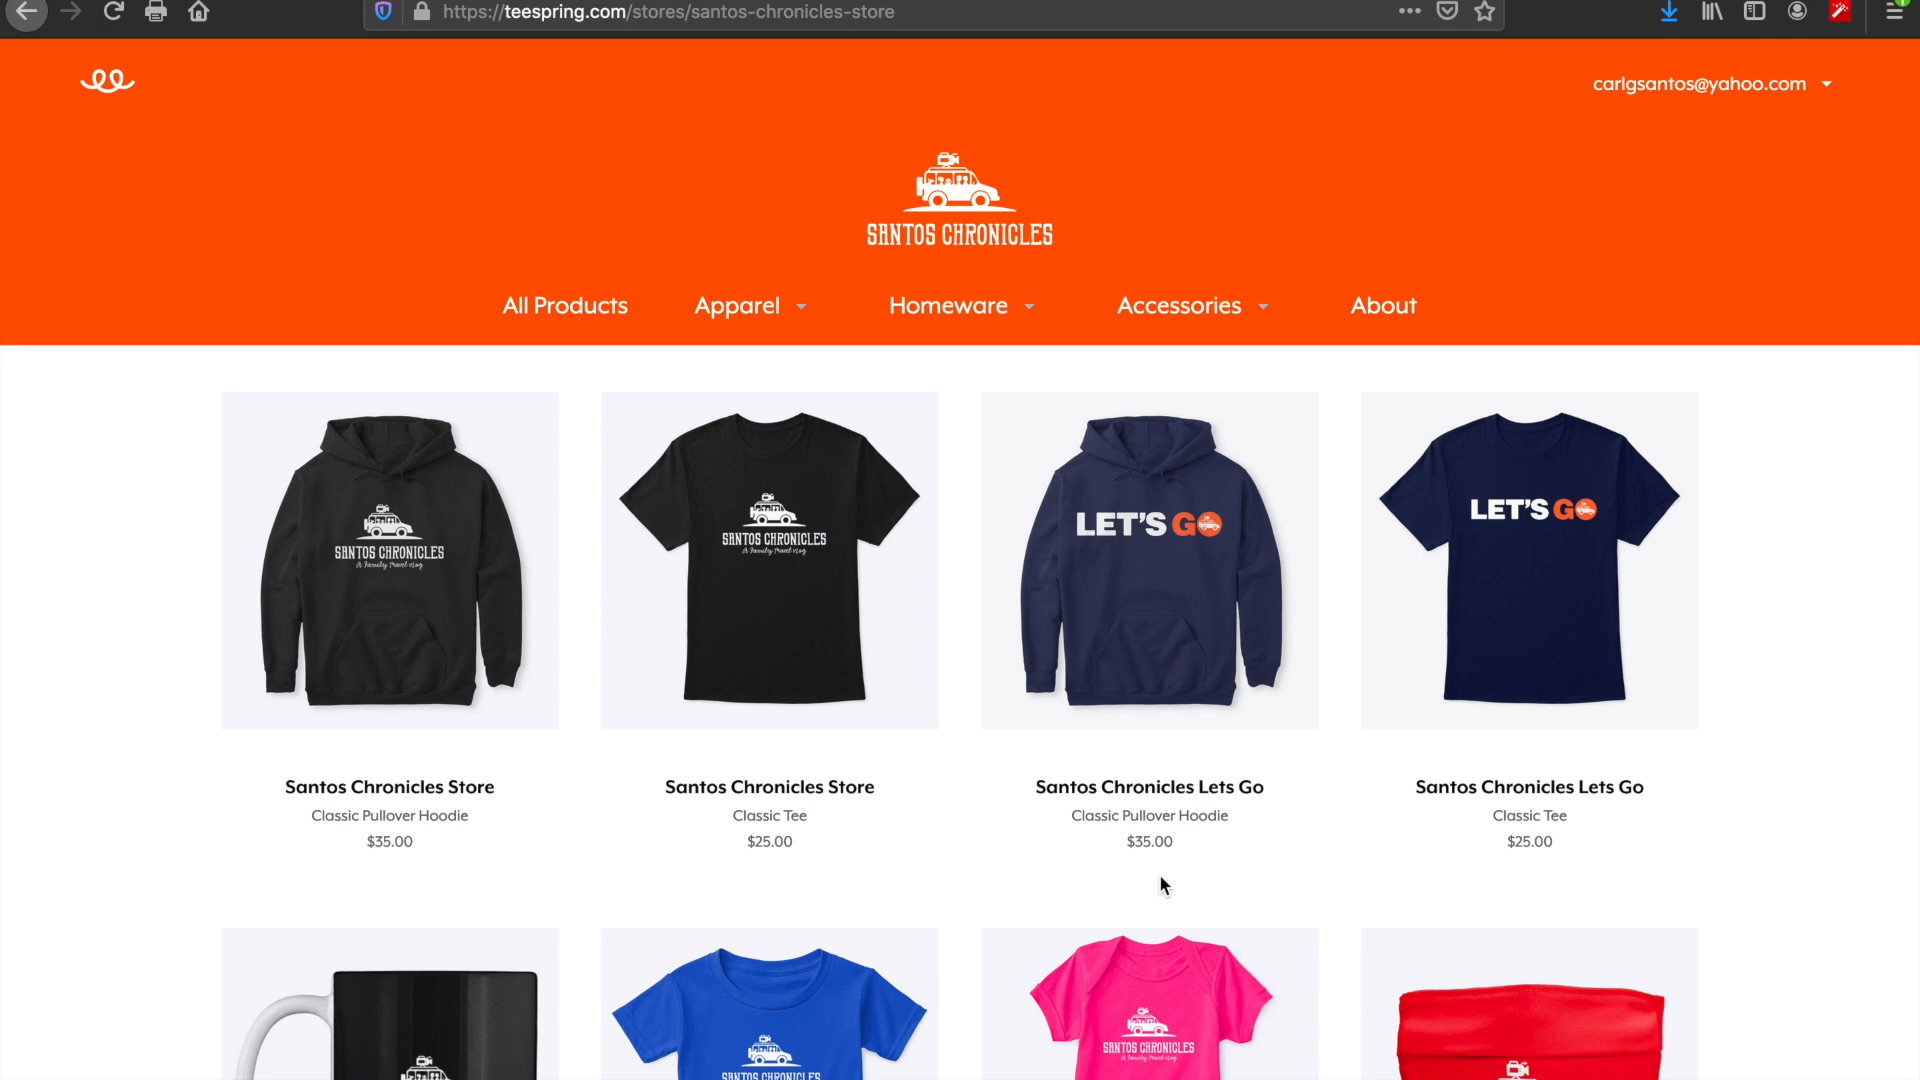 https://teespring.com/stores/santos-chronicles-store
carlgsantos@yahoo.com
SANTOS CHRONICLES
All Products Apparel Homeware Accessories About
SANTOS CHRONICLES
A Family Travel Vlog
SANTOS CHRONICLES
A Family Travel Vlog
LET'S GO
LET'S GO
Santos Chronicles Store
Classic Pullover Hoodie
$35.00
Santos Chronicles Store
Classic Tee
$25.00
Santos Chronicles Lets Go
Classic Pullover Hoodie
$35.00
Santos Chronicles Lets Go
Classic Tee
$25.00
SANTOS CHRONICLES
SANTOS CHRONICLES
A Family Travel Vlog